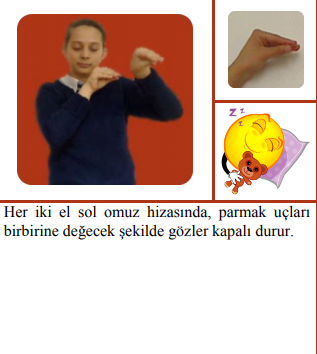 Z
Z
z
Her iki el sol omuz hizasında, parmak uçları
birbirine değecek şekilde gözler kapalı durur.